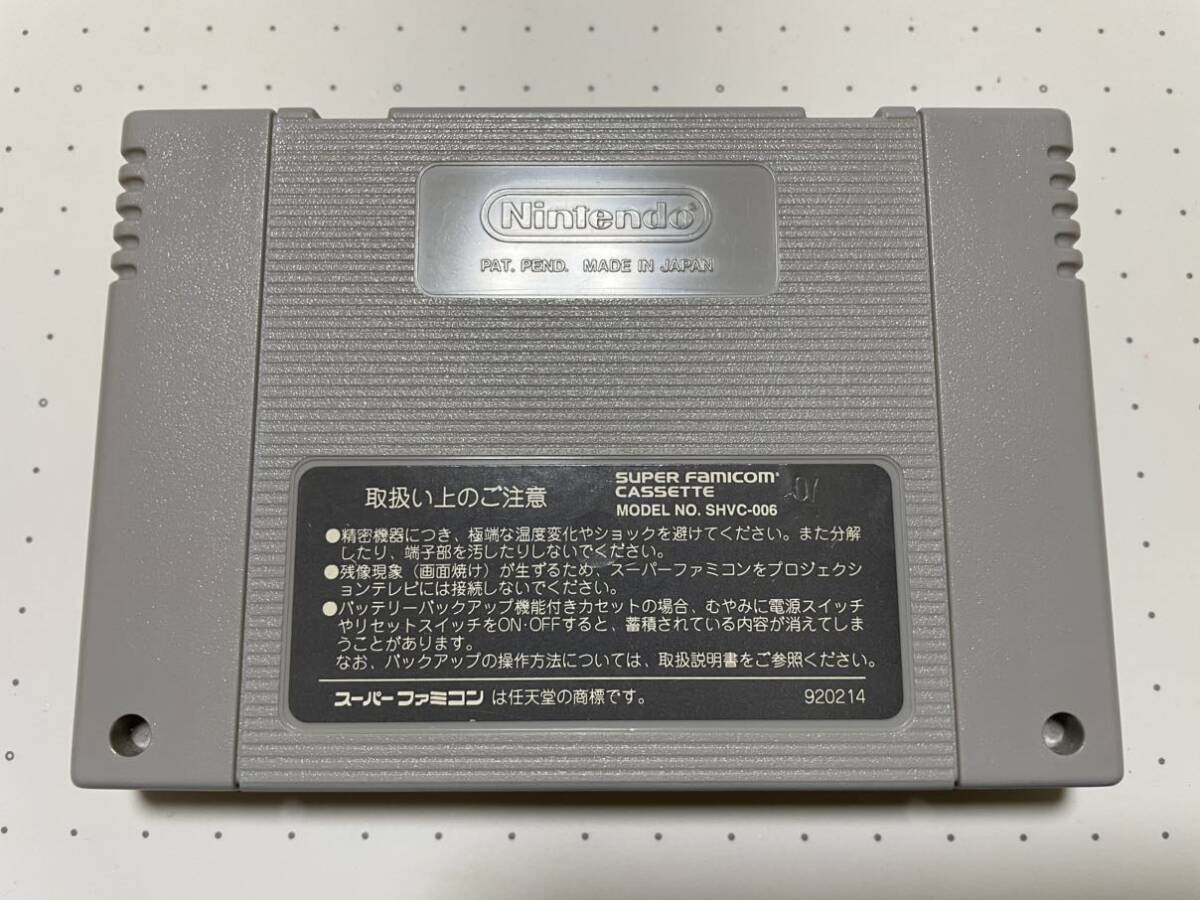 Nintendo®
PAT. PEND. MADE IN JAPAN
取扱い上のご注意
SUPER FAMICOM®
CASSETTE
MODEL NO. SHVC-006
01
●精密機器につき、極端な温度変化やショックを避けてください。また分解
したり、端子部を汚したりしないでください。
●残像現象（画面焼け）が生ずるため、スーパーファミコンをプロジェクシ
ョンテレビには接続しないでください。
●バッテリーバックアップ機能付きカセットの場合、むやみに電源スイッチ
やリセットスイッチをON・OFFすると、蓄積されている内容が消えてしま
うことがあります。
なお、バックアップの操作方法については、取扱説明書をご参照ください。
スーパーファミコン は任天堂の商標です。
920214